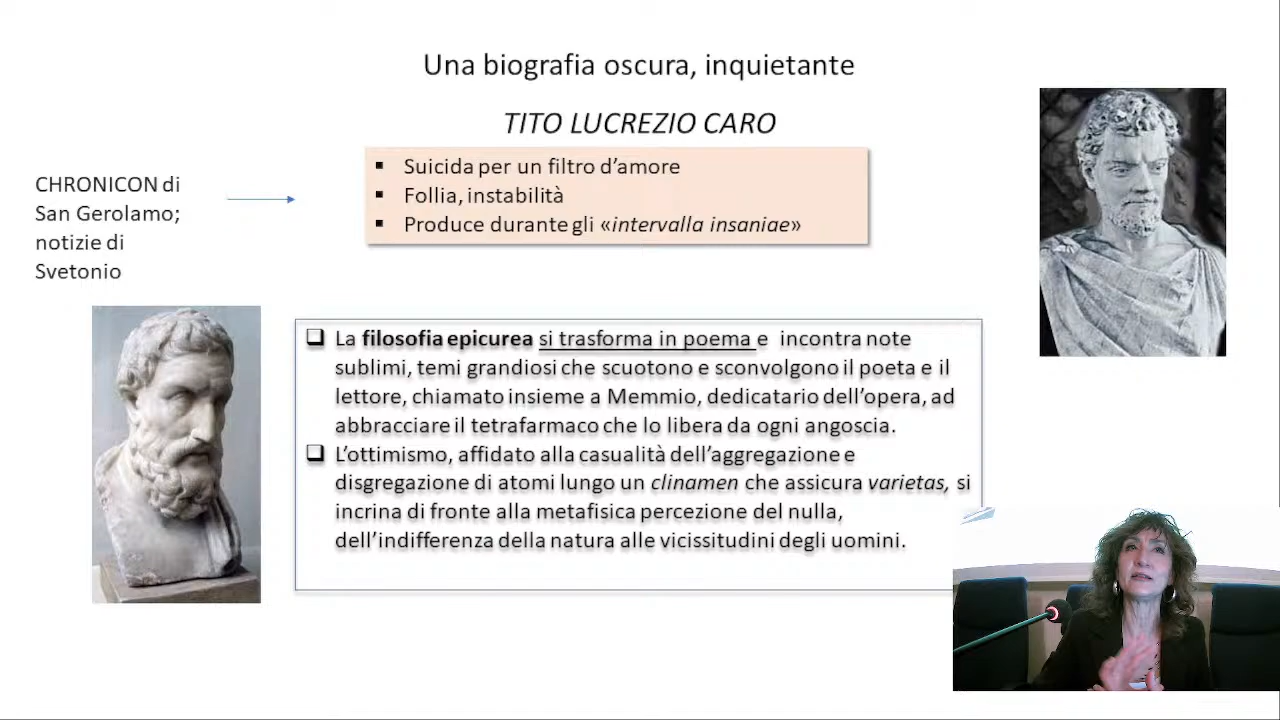 Una biografia oscura, inquietante
TITO LUCREZIO CARO
CHRONICON di
San Gerolamo;
notizie di
Svetonio
▪ Suicida per un filtro d’amore
▪ Follia, instabilità
▪ Produce durante gli «intervalla insaniae»
❑ La filosofia epicurea si trasforma in poema e incontra note
sublimi, temi grandiosi che scuotono e sconvolgono il poeta e il
lettore, chiamato insieme a Memmio, dedicatario dell’opera, ad
abbracciare il tetrafarmaco che lo libera da ogni angoscia.
❑ L’ottimismo, affidato alla casualità dell’aggregazione e
disgregazione di atomi lungo un clinamen che assicura varietas, si
incrina di fronte alla metafisica percezione del nulla,
dell’indifferenza della natura alle vicissitudini degli uomini.